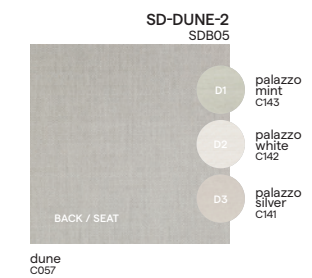 SD-DUNE-2
SDB05
D1
palazzo
mint
C143
D2
palazzo
white
C142
D3
palazzo
silver
C141
BACK / SEAT
dune
C057